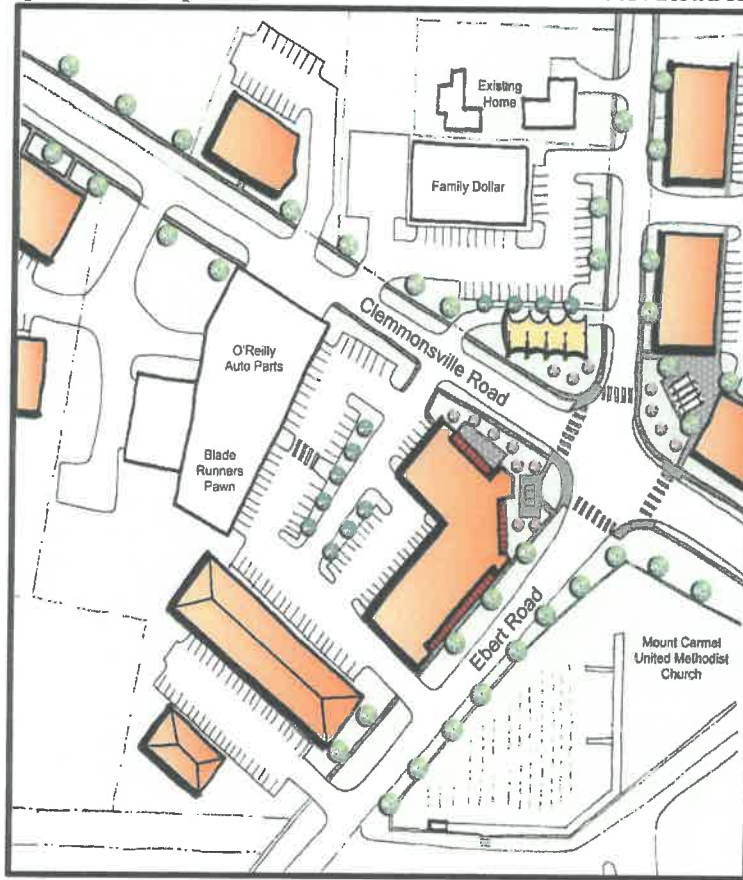 Existing
Home
Family Dollar
Clemmonsville Road
O'Reilly
Auto Parts
Blade
Runners
Pawn
Ebert Road
Mount Carmel
United Methodist
Church